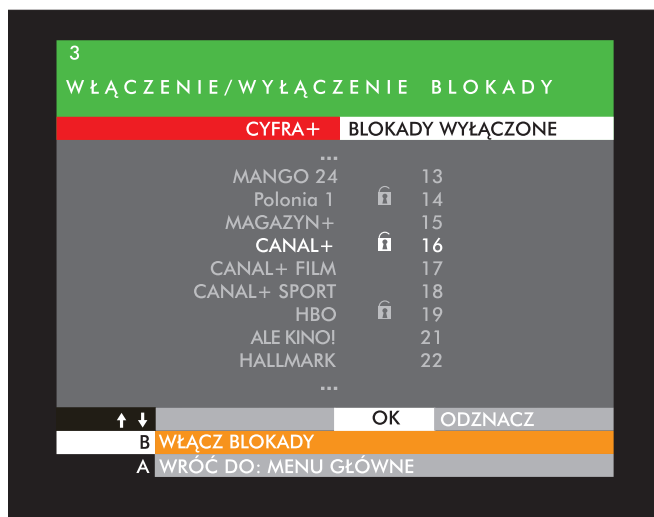 3
WŁĄCZENIE/WYŁĄCZENIE BLOKADY
CYFRA+ BLOKADY WYŁĄCZONE
...
MANGO 24 13
Polonia 1 14
MAGAZYN+ 15
CANAL+ 16
CANAL+ FILM 17
CANAL+ SPORT 18
HBO 19
ALE KINO! 21
HALLMARK 22
...
OK ODZNACZ
B WŁĄCZ BLOKADY
A WRÓĆ DO: MENU GŁÓWNE